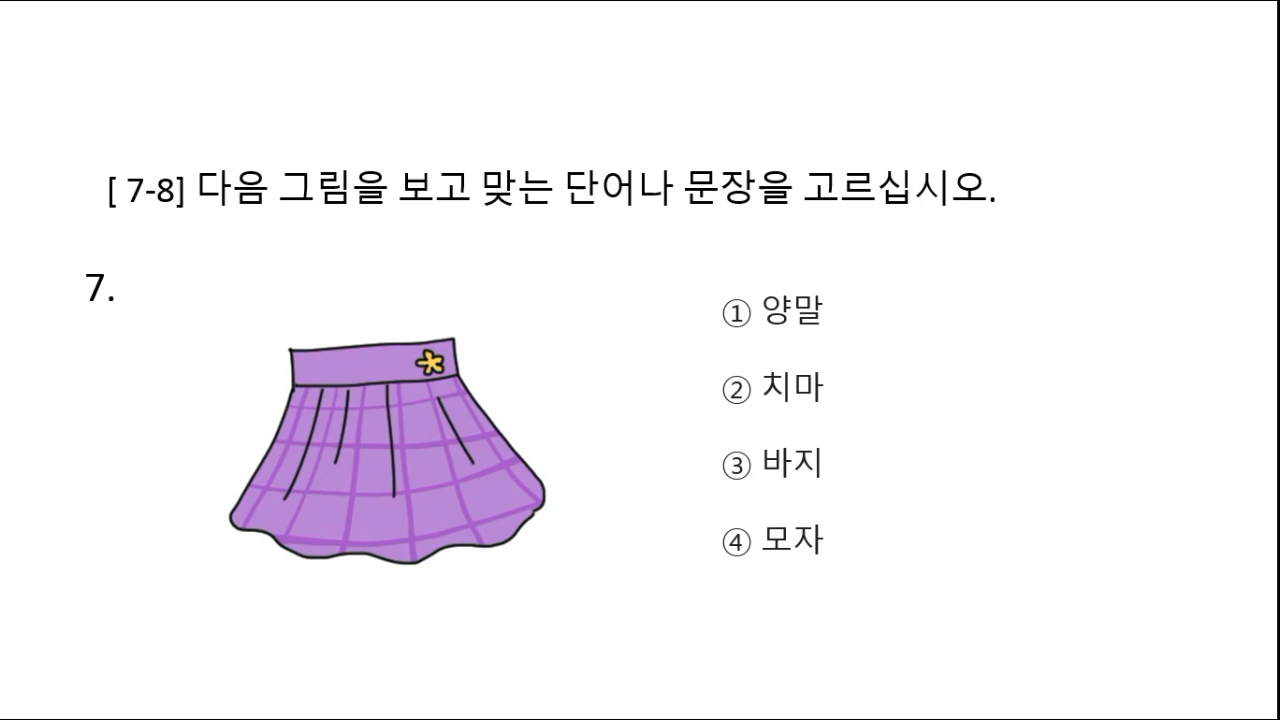 [ 7-8] 다음 그림을 보고 맞는 단어나 문장을 고르십시오.
7.
① 양말
② 치마
③ 바지
④ 모자